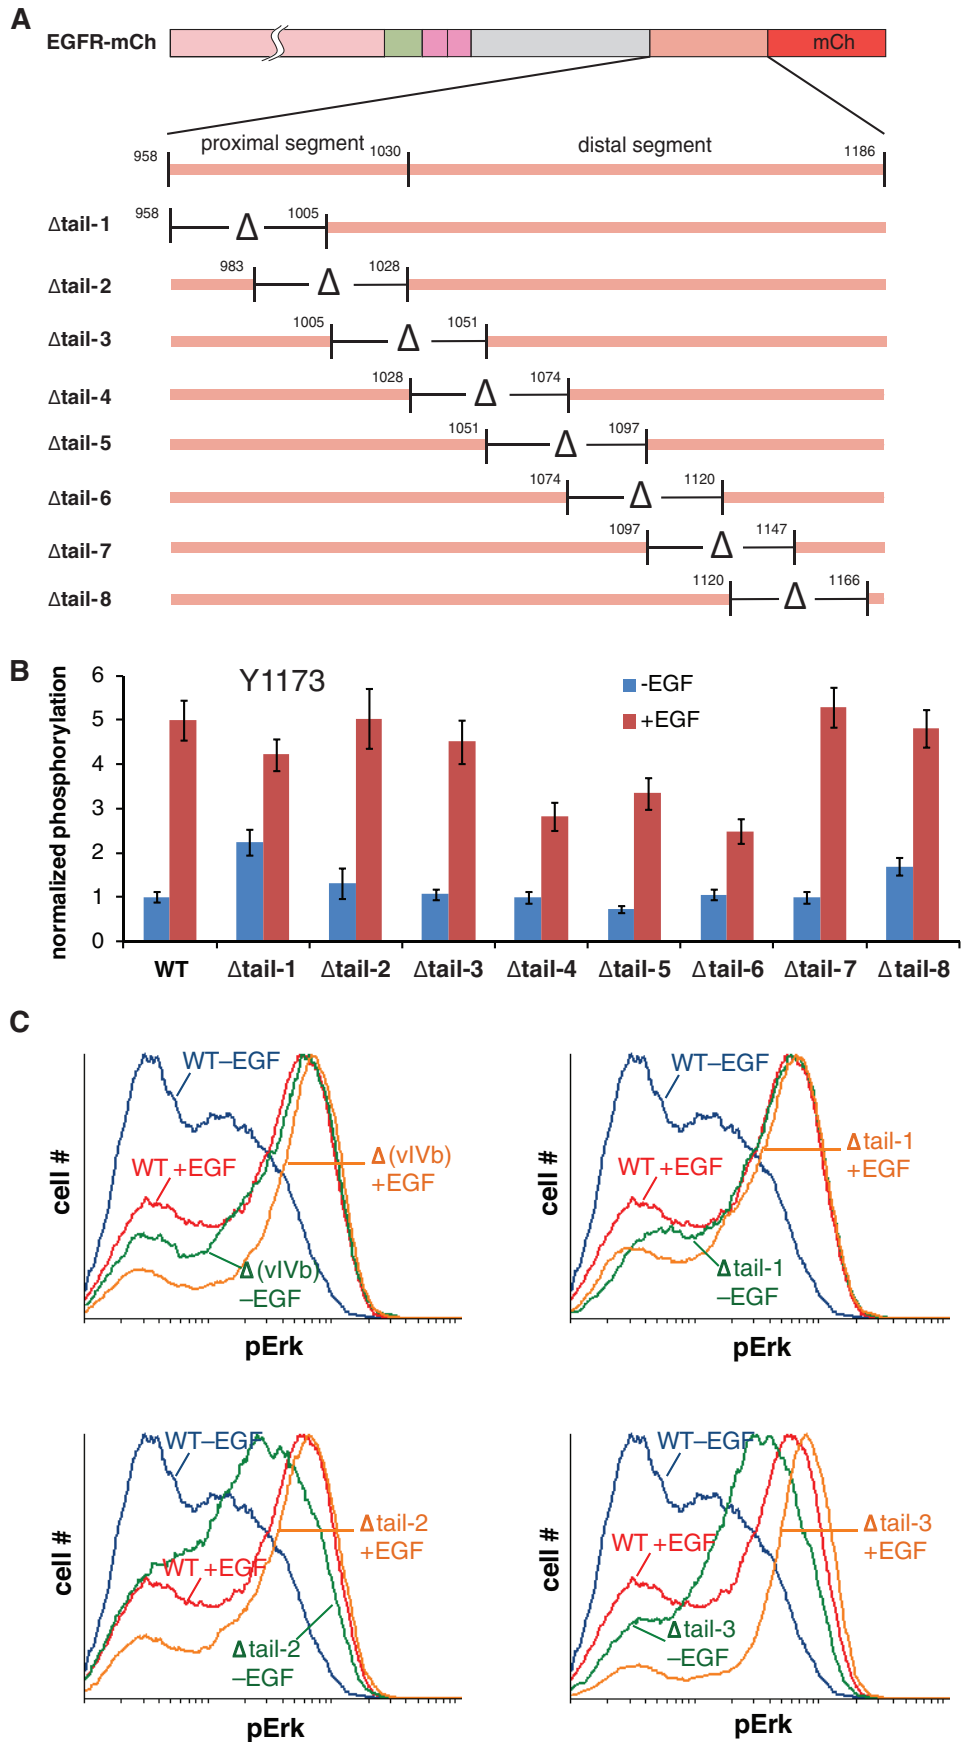 A
EGFR-mCh
mCh
proximal segment
distal segment
958
1030
1186
Δtail-1
958
1005
Δ
Δtail-2
983
1028
Δ
Δtail-3
1005
1051
Δ
Δtail-4
1028
1074
Δ
Δtail-5
1051
1097
Δ
Δtail-6
1074
1120
Δ
Δtail-7
1097
1147
Δ
Δtail-8
1120
1166
Δ
B
Y1173
-EGF
+EGF
normalized phosphorylation
6
5
4
3
2
1
0
WT
Δtail-1
Δtail-2
Δtail-3
Δtail-4
Δtail-5
Δtail-6
Δtail-7
Δtail-8
C
WT–EGF
WT+EGF
Δ(vIVb)
+EGF
Δ(vIVb)
–EGF
cell #
pErk
WT–EGF
WT+EGF
Δtail-1
+EGF
Δtail-1
–EGF
cell #
pErk
WT–EGF
WT+EGF
Δtail-2
+EGF
Δtail-2
–EGF
cell #
pErk
WT–EGF
WT+EGF
Δtail-3
+EGF
Δtail-3
–EGF
cell #
pErk